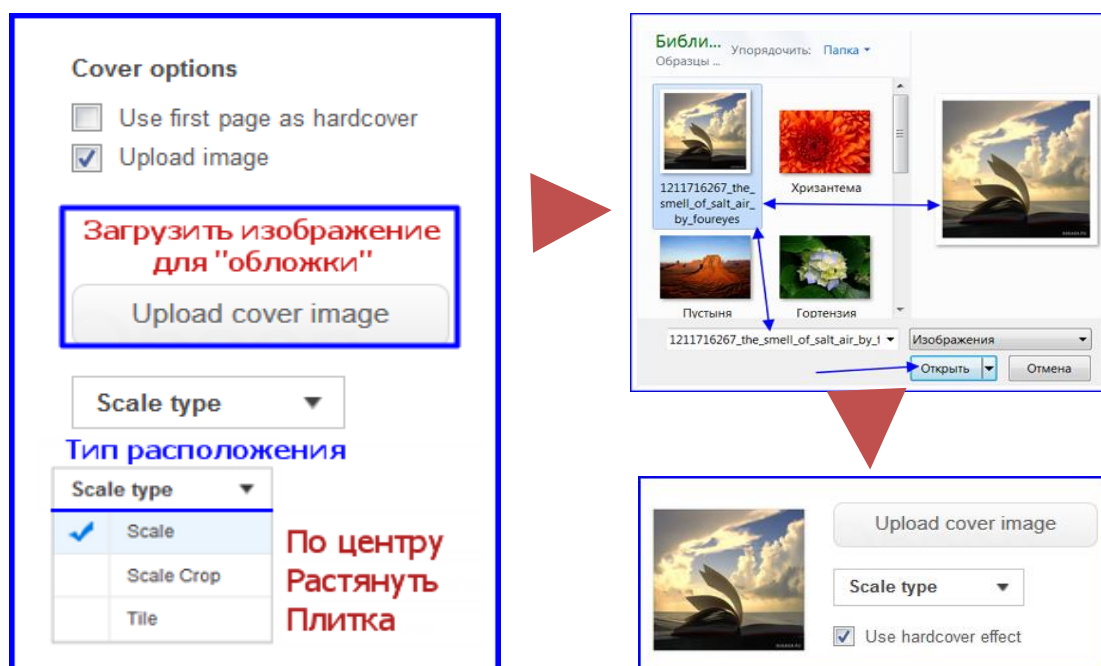 Cover options
Use first page as hardcover
Upload image
Загрузить изображение
для "обложки"
Upload cover image
Scale type
Тип расположения
Scale type
Scale
Scale Crop
Tile
По центру
Растянуть
Плитка
Библи...
Образцы ...
Упорядочить: Папка
1211716267_the_
smell_of_salt_air_
by_foureyes
Хризантема
Пустыня
Гортензия
1211716267_the_smell_of_salt_air_by_
Изображения
Открыть
Отмена
Upload cover image
Scale type
Use hardcover effect